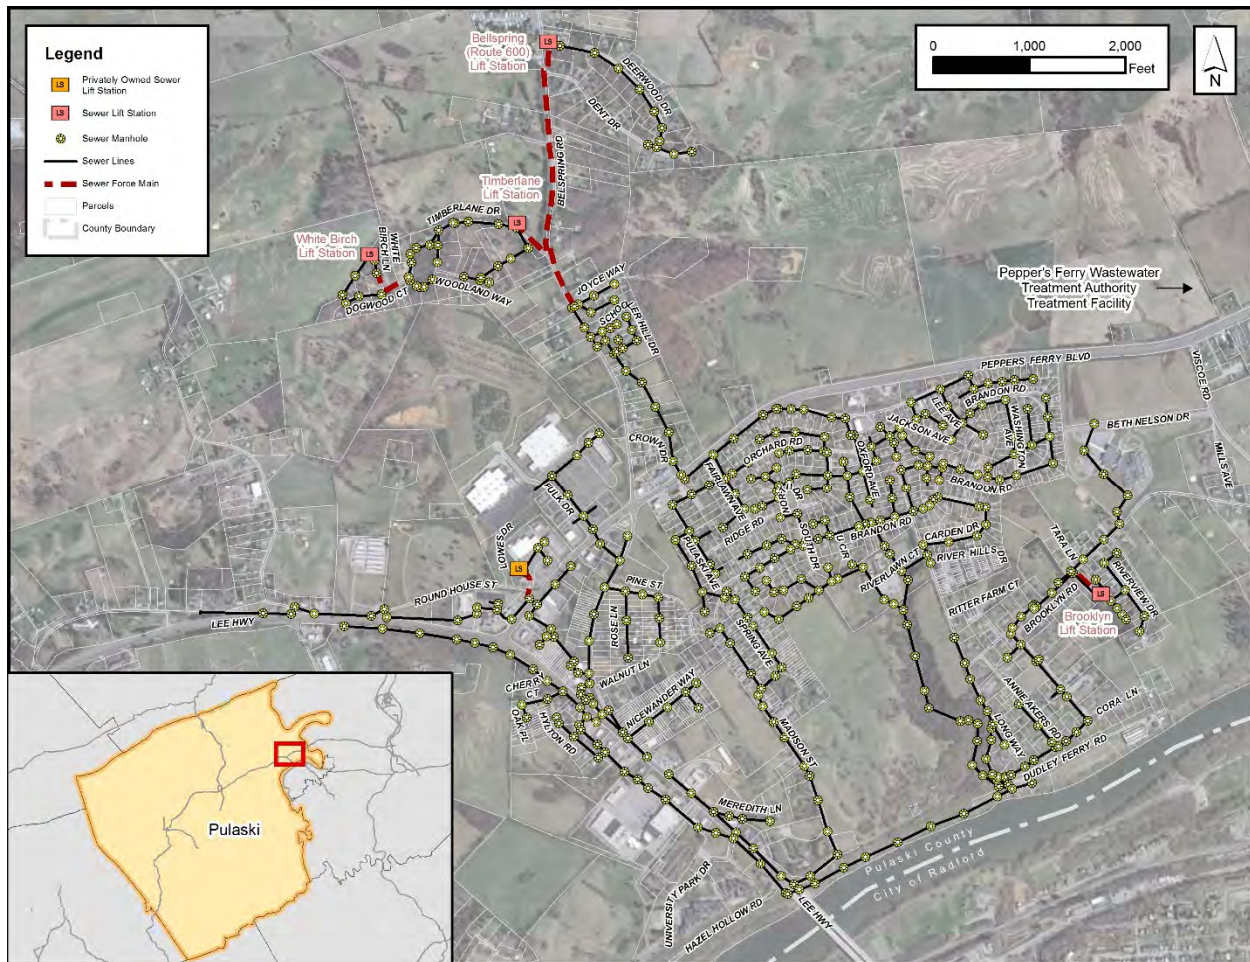 Legend
LS
Privately Owned Sewer
Lift Station
LS
Sewer Lift Station
Sewer Manhole
Sewer Lines
Sewer Force Main
Parcels
County Boundary
Bellspring
(Route 600)
Lift Station
LS
0
1,000
2,000
Feet
N
DEERWOOD DR
DENT DR
BELSPRING RD
Timberlane
Lift Station
LS
TIMBERLANE DR
White Birch
Lift Station
LS
WHITE
BIRCH LN
DOGWOOD CT
WOODLAND WAY
JOYCE WAY
Pepper's Ferry Wastewater
Treatment Authority
Treatment Facility
PEPPERS FERRY BLVD
VISCOE RD
BRANDON RD
LEE AVE
JACKSON AVE
WASHINGTON
AVE
BETH NELSON DR
MILLS AVE
CROWN DR
ORCHARD RD
OXFORD AVE
FAIRLAWN AVE
BRANDON RD
RIDGE RD
SOUTH DR
BRANDON RD
CARDEN DR
RIVER HILLS DR
RIVERLAWN CT
PULASKI AVE
LOWES DR
LS
ROUND HOUSE ST
LEE HWY
PINE ST
ROSE LN
TARA LN
RIVERVIEW DR
BROOKLYN RD
LS
Brooklyn
Lift Station
RITTER FARM CT
SPRING AVE
WALNUT LN
CHERRY
CT
OAK PL
HYLTON RD
NICEWANDER WAY
MADISON ST
ANNIE AKERS RD
CORA LN
LONG WAY
DUDLEY FERRY RD
MEREDITH LN
UNIVERSITY PARK DR
HAZEL HOLLOW RD
LEE HWY
Pulaski County
City of Radford
Pulaski